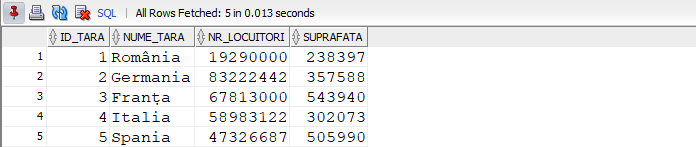 SQL | All Rows Fetched: 5 in 0.013 seconds
ID_TARA NUME_TARA NR_LOCUITORI SUPRAFATA
1 1 România 19290000 238397
2 2 Germania 83222442 357588
3 3 Franța 67813000 543940
4 4 Italia 58983122 302073
5 5 Spania 47326687 505990